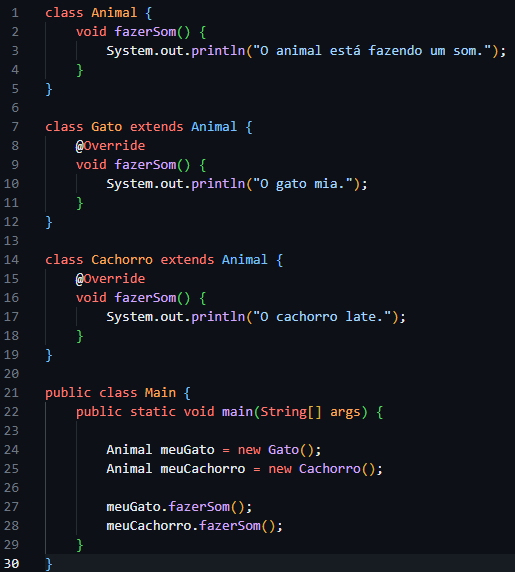 1 class Animal {
2     void fazerSom() {
3         System.out.println("O animal está fazendo um som.");
4     }
5 }
6
7 class Gato extends Animal {
8     @Override
9     void fazerSom() {
10         System.out.println("O gato mia.");
11     }
12 }
13
14 class Cachorro extends Animal {
15     @Override
16     void fazerSom() {
17         System.out.println("O cachorro late.");
18     }
19 }
20
21 public class Main {
22     public static void main(String[] args) {
23
24         Animal meuGato = new Gato();
25         Animal meuCachorro = new Cachorro();
26
27         meuGato.fazerSom();
28         meuCachorro.fazerSom();
29     }
30 }